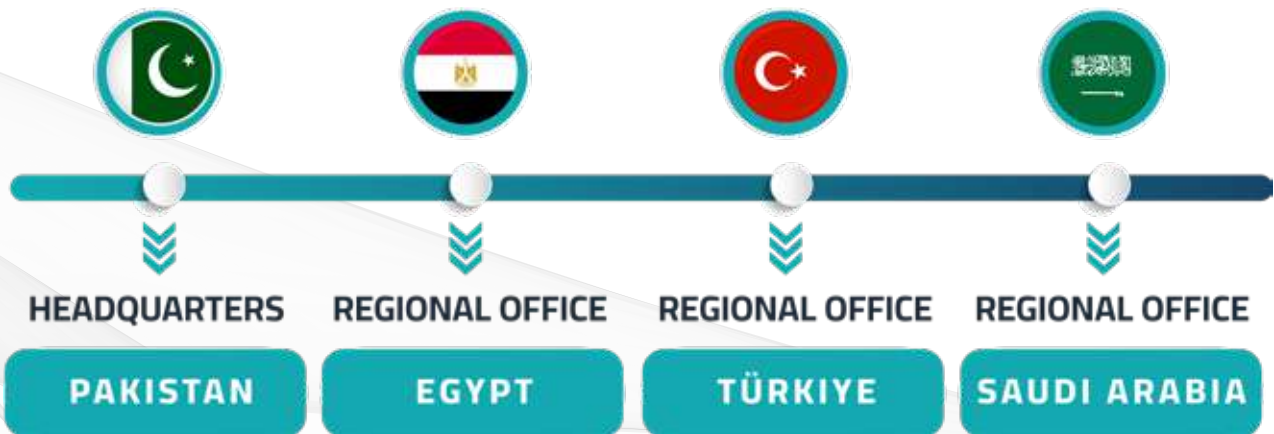 HEADQUARTERS
REGIONAL OFFICE
REGIONAL OFFICE
REGIONAL OFFICE
PAKISTAN
EGYPT
TÜRKIYE
SAUDI ARABIA